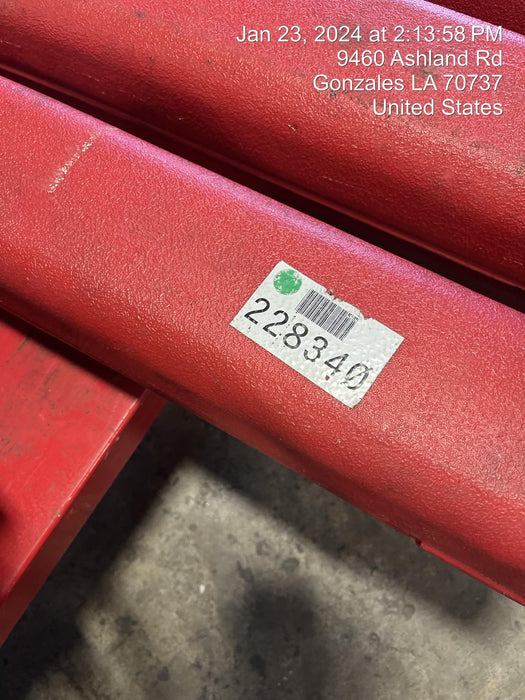 Jan 23, 2024 at 2:13:58 PM
9460 Ashland Rd
Gonzales LA 70737
United States
228340